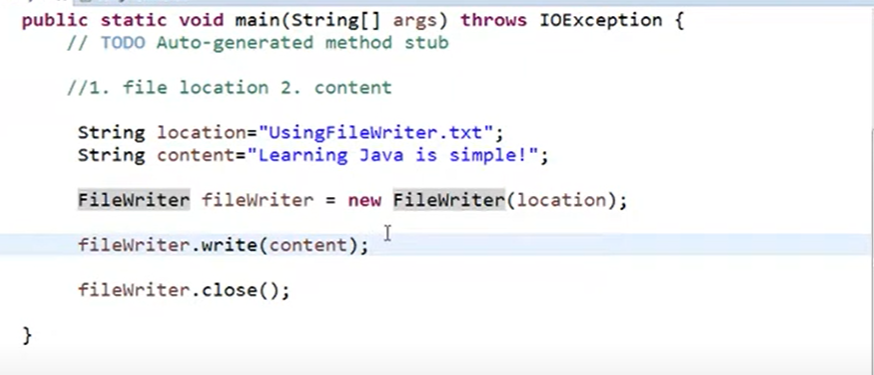 public static void main(String[] args) throws IOException {
// TODO Auto-generated method stub
//1. file location 2. content
String location="UsingFileWriter.txt";
String content="Learning Java is simple!";
FileWriter fileWriter = new FileWriter(location);
fileWriter.write(content);
fileWriter.close();
}